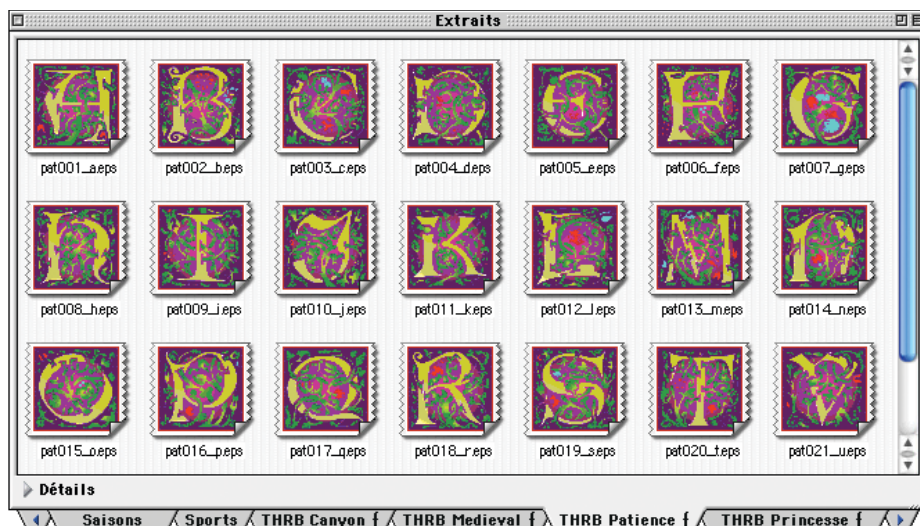 Extraits
pat001_a.eps pat002_b.eps pat003_c.eps pat004_d.eps pat005_e.eps pat006_f.eps pat007_g.eps
pat008_h.eps pat009_i.eps pat010_j.eps pat011_k.eps pat012_l.eps pat013_m.eps pat014_n.eps
pat015_o.eps pat016_p.eps pat017_q.eps pat018_r.eps pat019_s.eps pat020_t.eps pat021_u.eps
Détails
Saisons Sports THRB Canyon f THRB Medieval f THRB Patience f THRB Princesse f